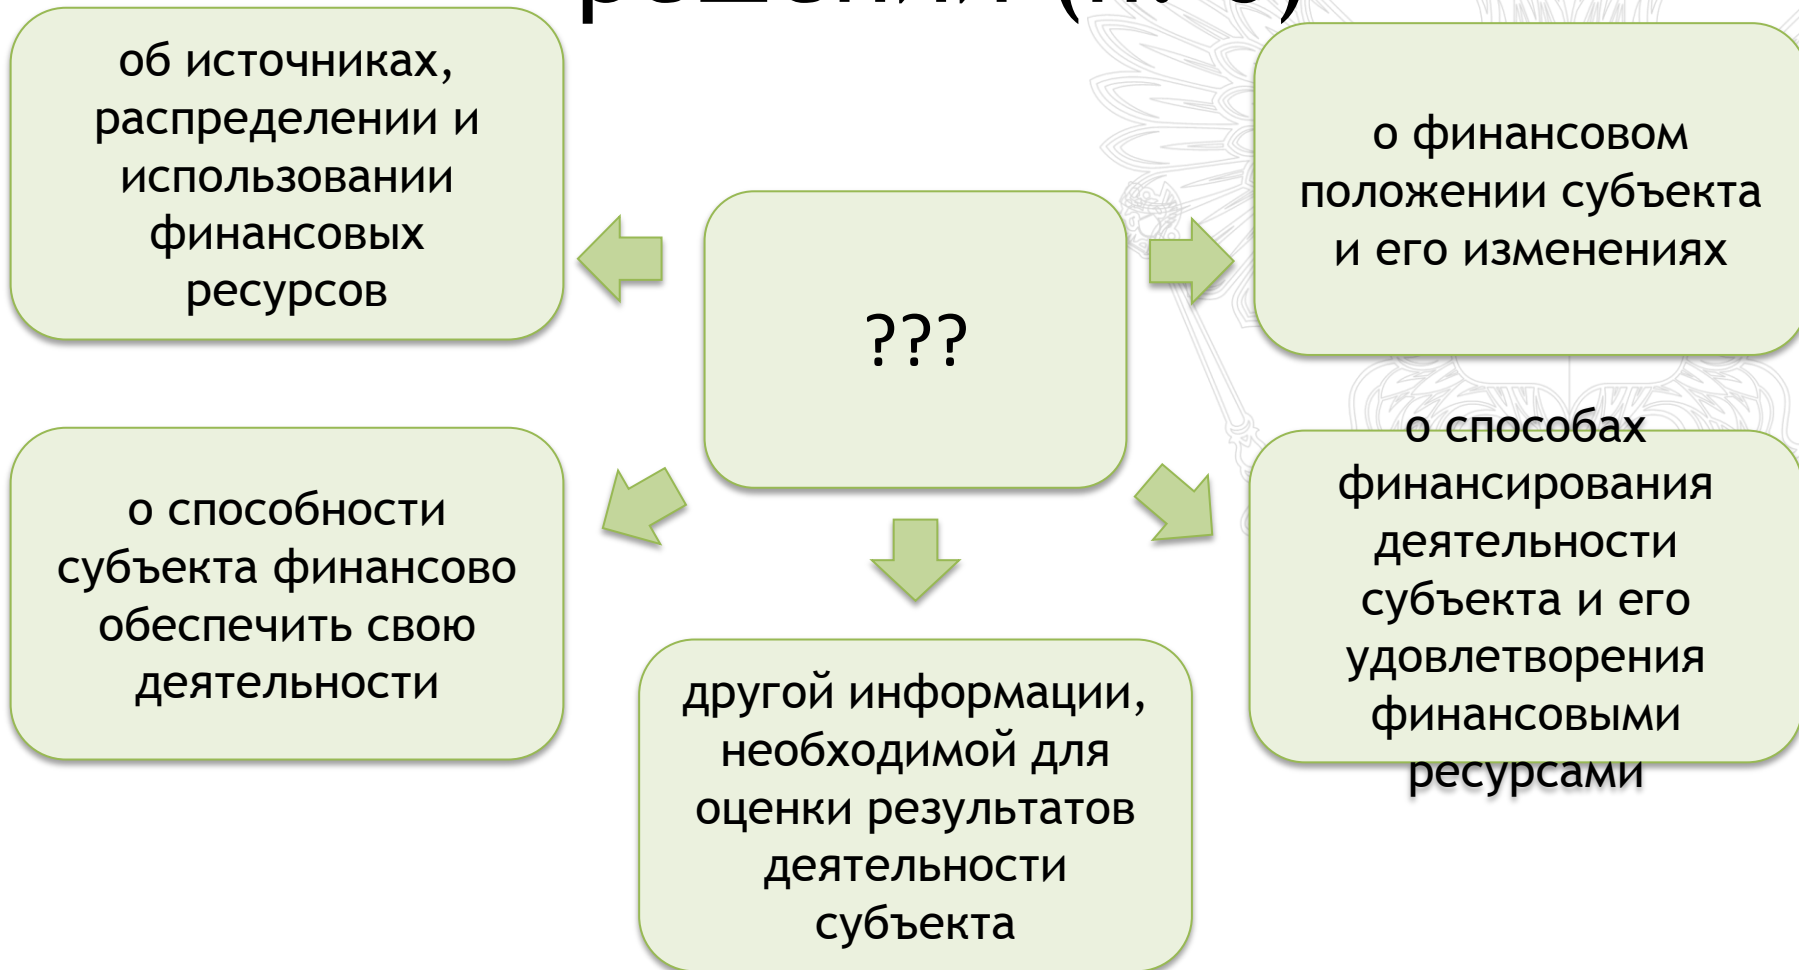 об источниках,
распределении и
использовании
финансовых
ресурсов
???
о финансовом
положении субъекта
и его изменениях
о способности
субъекта финансово
обеспечить свою
деятельности
другой информации,
необходимой для
оценки результатов
деятельности
субъекта
о способах
финансирования
деятельности
субъекта и его
удовлетворения
финансовыми
ресурсами